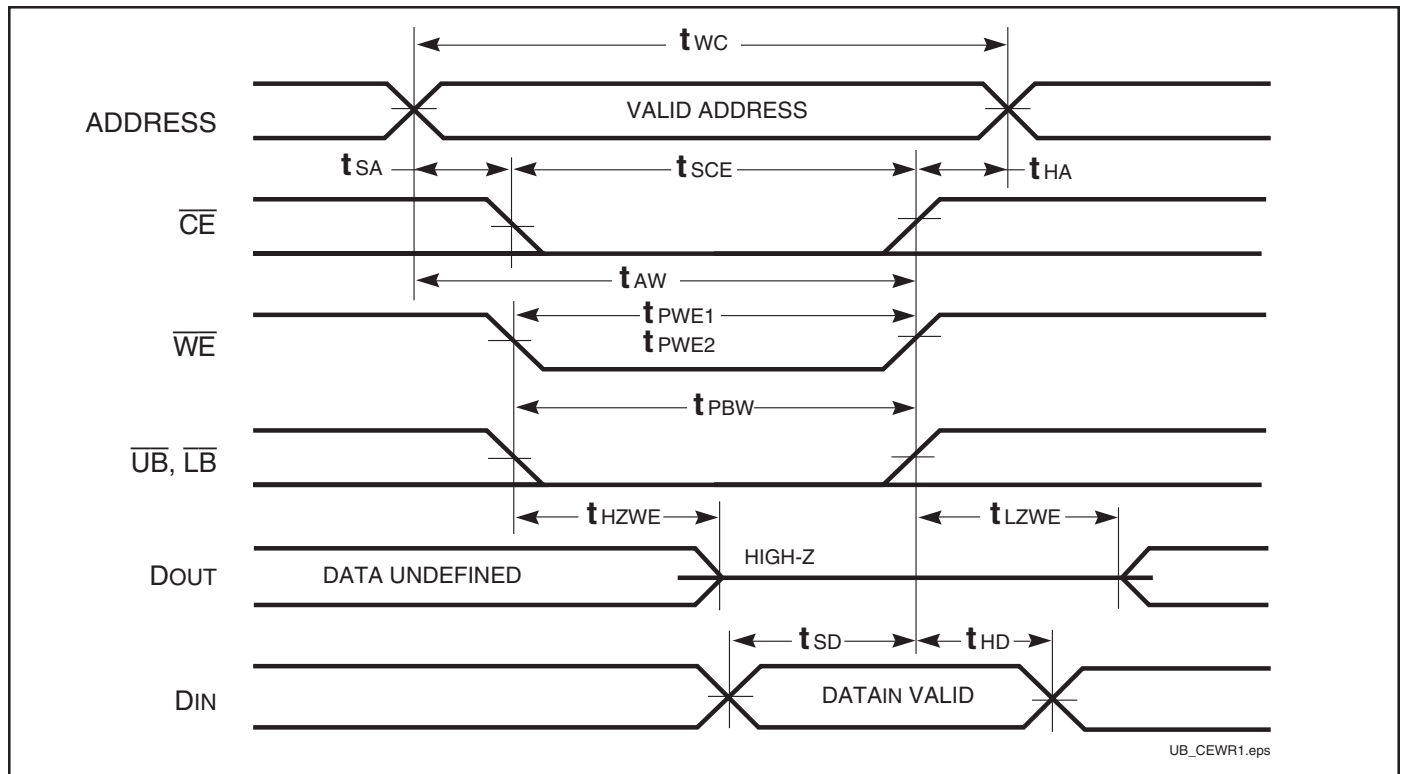 tWC
ADDRESS
VALID ADDRESS
tSA
tSCE
tHA
CE
tAW
tPWE1
WE
tPWE2
tPBW
UB, LB
tHZWE
tLZWE
HIGH-Z
DOUT
DATA UNDEFINED
tSD
tHD
DIN
DATAIN VALID
UB_CEWR1.eps